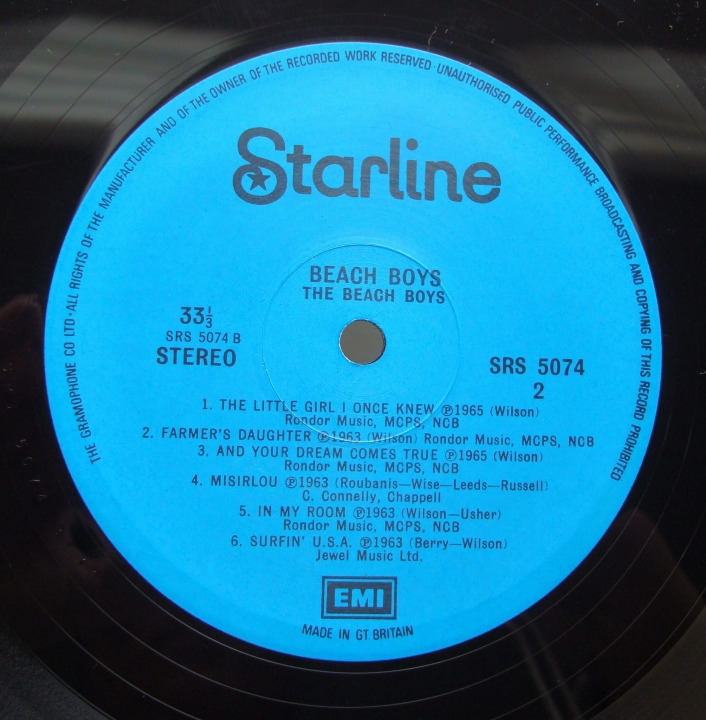 THE GRAMOPHONE CO LTD·ALL RIGHTS OF THE MANUFACTURER AND OF THE OWNER OF THE RECORDED WORK RESERVED·UNAUTHORISED PUBLIC PERFORMANCE BROADCASTING AND COPYING OF THIS RECORD PROHIBITED
Starline
BEACH BOYS
THE BEACH BOYS
33⅓
SRS 5074 B
STEREO
SRS 5074
2
1. THE LITTLE GIRL I ONCE KNEW ℗1965 (Wilson)
Rondor Music, MCPS, NCB
2. FARMER'S DAUGHTER ℗1963 (Wilson) Rondor Music, MCPS, NCB
3. AND YOUR DREAM COMES TRUE ℗1965 (Wilson)
Rondor Music, MCPS, NCB
4. MISIRLOU ℗1963 (Roubanis—Wise—Leeds—Russell)
C. Connelly, Chappell
5. IN MY ROOM ℗1963 (Wilson—Usher)
Rondor Music, MCPS, NCB
6. SURFIN' U.S.A. ℗1963 (Berry—Wilson)
Jewel Music Ltd.
EMI
MADE IN GT BRITAIN